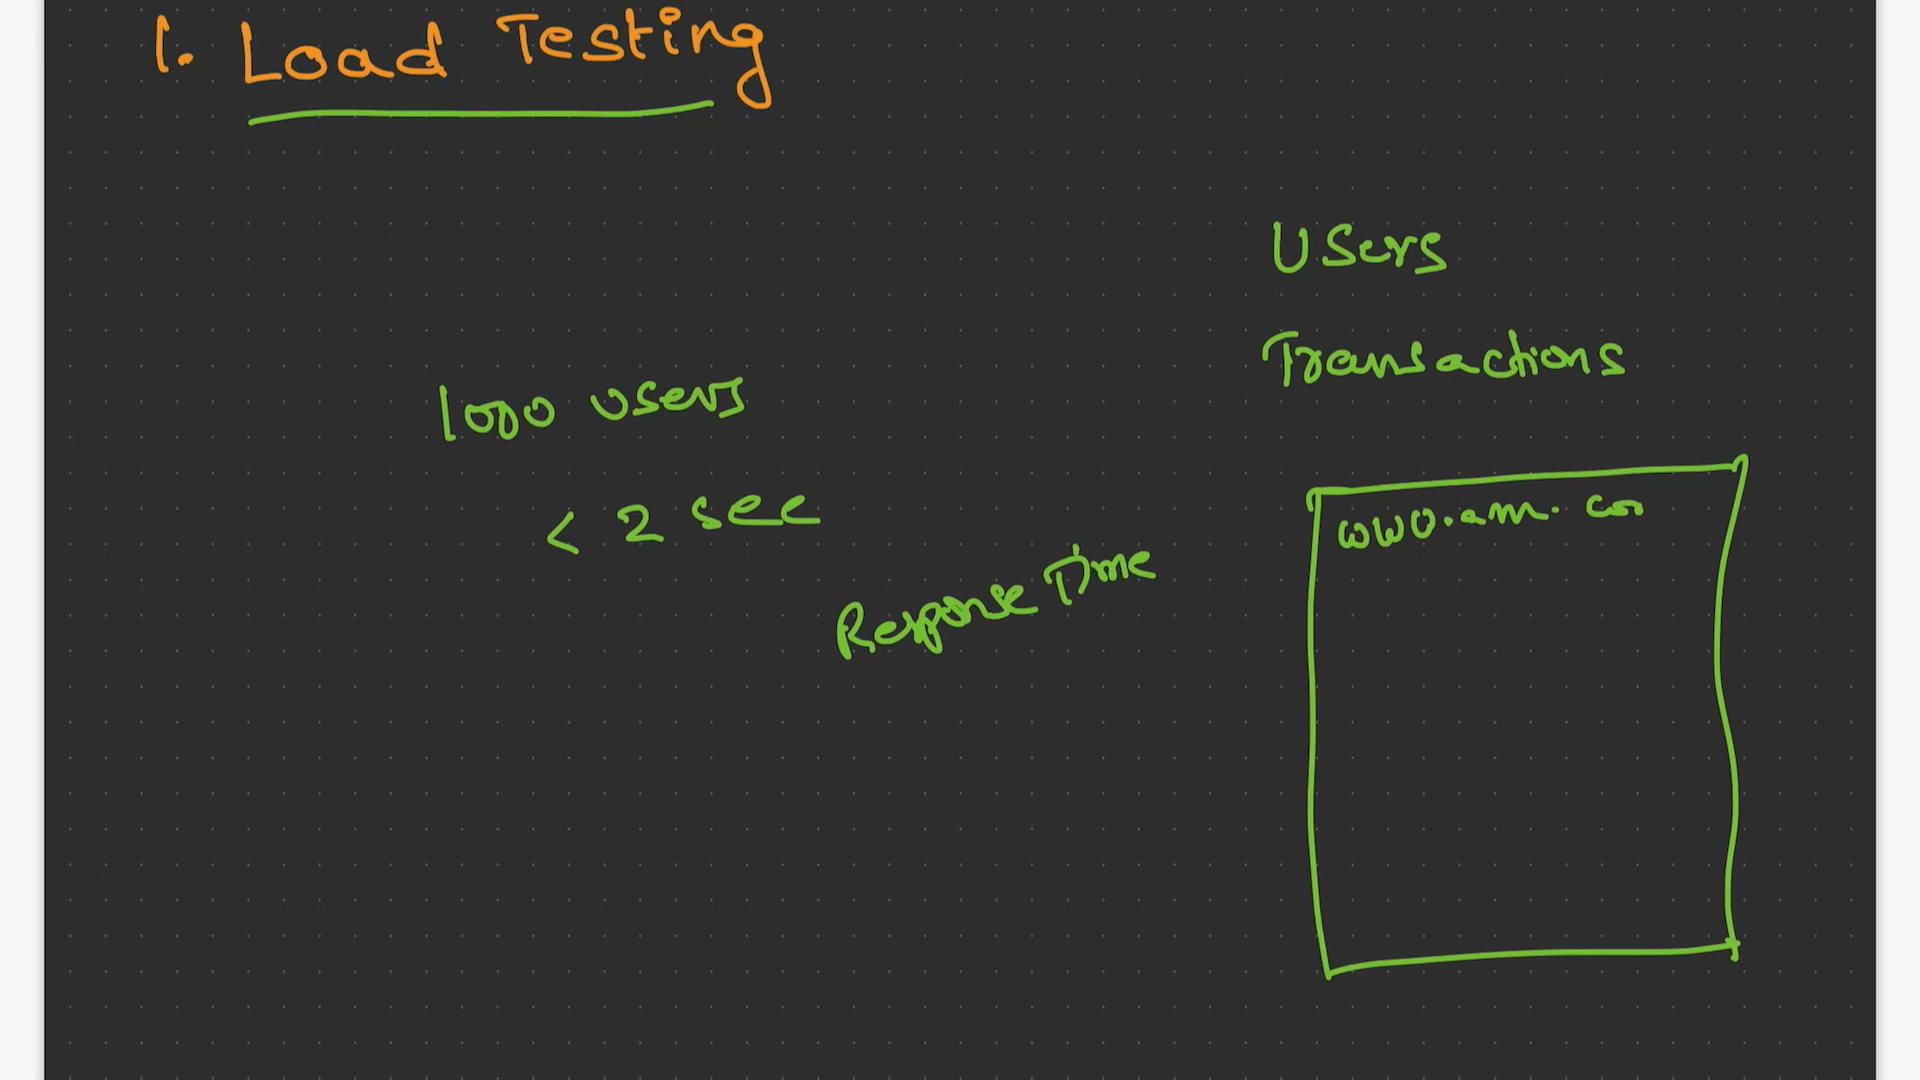 1. Load Testing
Users
Transactions
1000 users
< 2 sec
Response Time
www.am.com